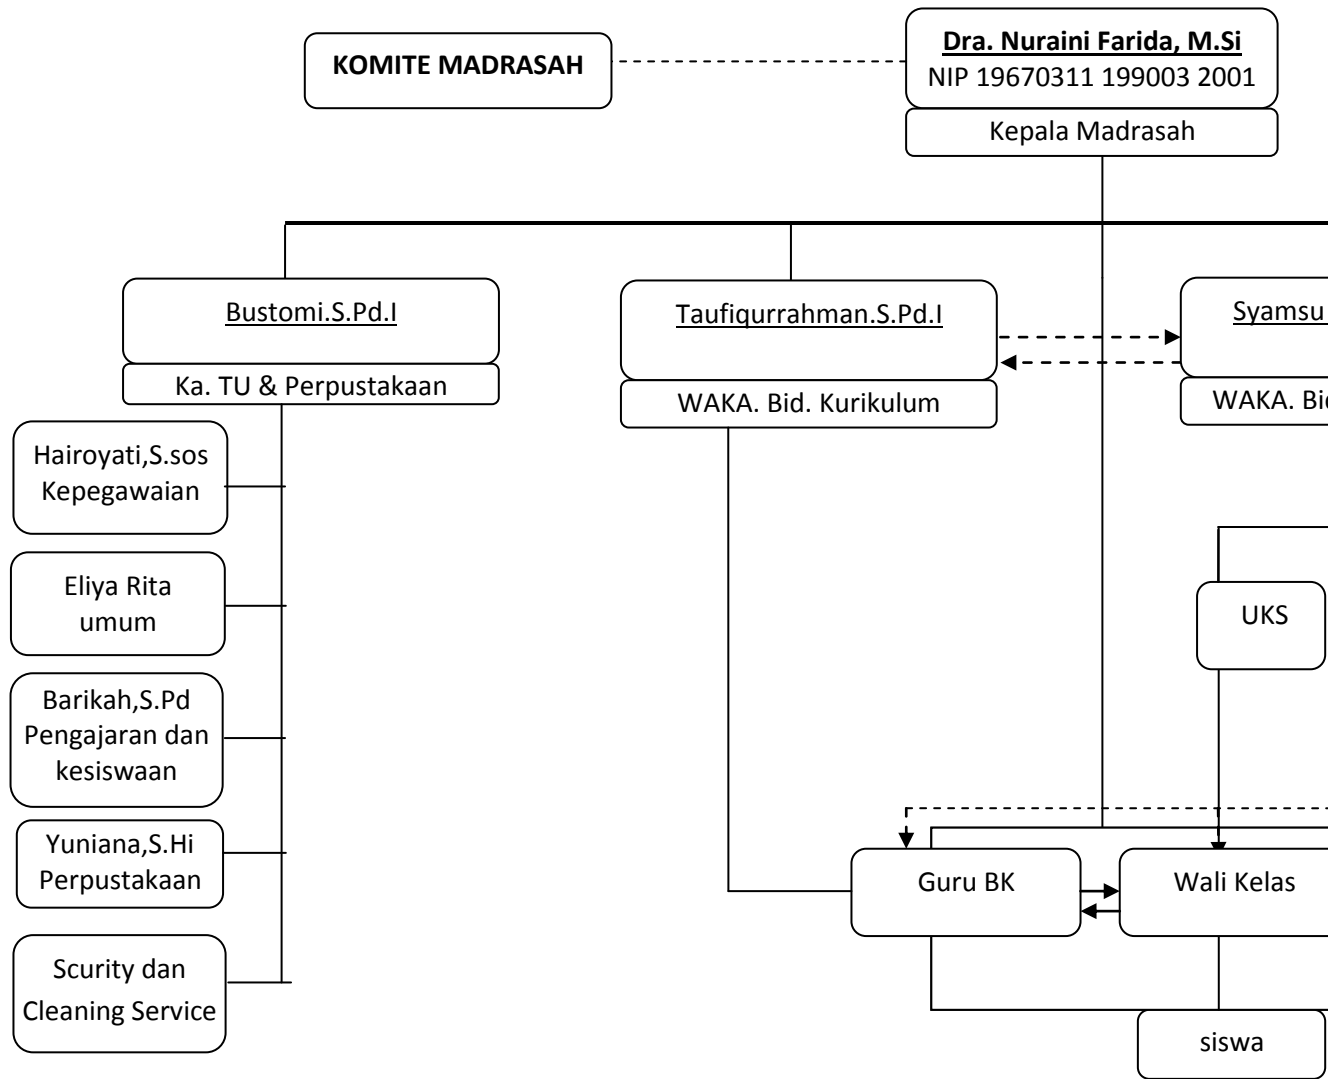 KOMITE MADRASAH
Dra. Nuraini Farida, M.Si
NIP 19670311 199003 2001
Kepala Madrasah
Bustomi.S.Pd.I
Ka. TU & Perpustakaan
Taufiqurrahman.S.Pd.I
WAKA. Bid. Kurikulum
Syamsu
WAKA. Bid
Hairoyati,S.sos
Kepegawaian
Eliya Rita
umum
Barikah,S.Pd
Pengajaran dan
kesiswaan
Yuniana,S.Hi
Perpustakaan
Scurity dan
Cleaning Service
UKS
Guru BK
Wali Kelas
siswa